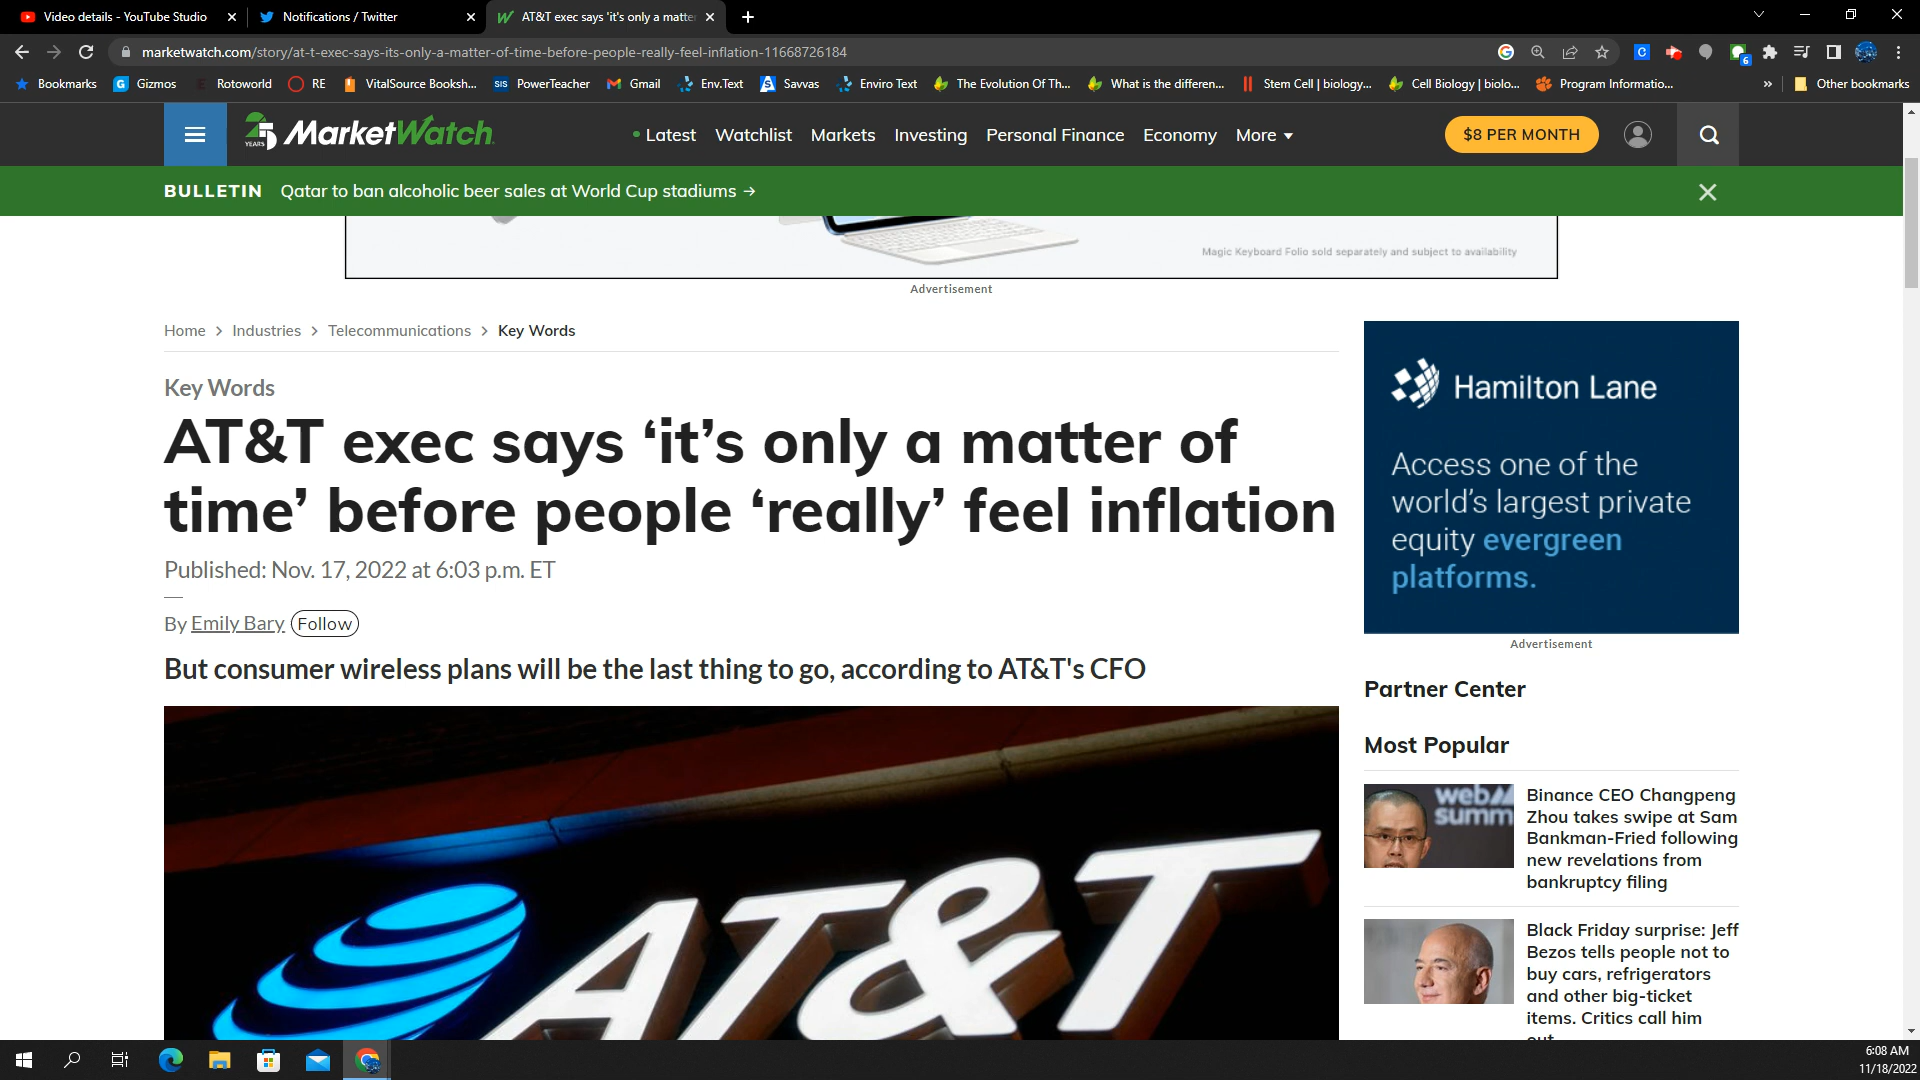 Video details - YouTube Studio
Notifications / Twitter
AT&T exec says 'it's only a matte
marketwatch.com/story/at-t-exec-says-its-only-a-matter-of-time-before-people-really-feel-inflation-11668726184
6
Bookmarks
Gizmos
Rotoworld
RE
VitalSource Booksh...
SIS PowerTeacher
Gmail
Env.Text
Savvas
Enviro Text
The Evolution Of Th...
What is the differen...
Stem Cell | biology...
Cell Biology | biolo...
Program Informatio...
»
Other bookmarks
25 YEARS MarketWatch
Latest
Watchlist
Markets
Investing
Personal Finance
Economy
More
$8 PER MONTH
BULLETIN Qatar to ban alcoholic beer sales at World Cup stadiums →
Magic Keyboard Folio sold separately and subject to availability
Advertisement
Home > Industries > Telecommunications > Key Words
Key Words
AT&T exec says ‘it’s only a matter of
time’ before people ‘really’ feel inflation
Published: Nov. 17, 2022 at 6:03 p.m. ET
By Emily Bary Follow
But consumer wireless plans will be the last thing to go, according to AT&T's CFO
AT&T
Hamilton Lane
Access one of the
world's largest private
equity evergreen
platforms.
Advertisement
Partner Center
Most Popular
web summ
Binance CEO Changpeng
Zhou takes swipe at Sam
Bankman-Fried following
new revelations from
bankruptcy filing
Black Friday surprise: Jeff
Bezos tells people not to
buy cars, refrigerators
and other big-ticket
items. Critics call him
out
6:08 AM
11/18/2022